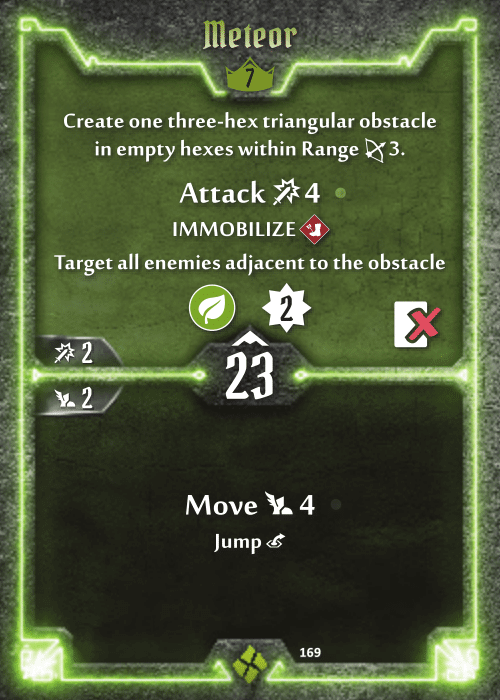 Meteor
7
Create one three-hex triangular obstacle
in empty hexes within Range 3.
Attack 4
IMMOBILIZE
Target all enemies adjacent to the obstacle
2
2
23
2
Move 4
Jump
169